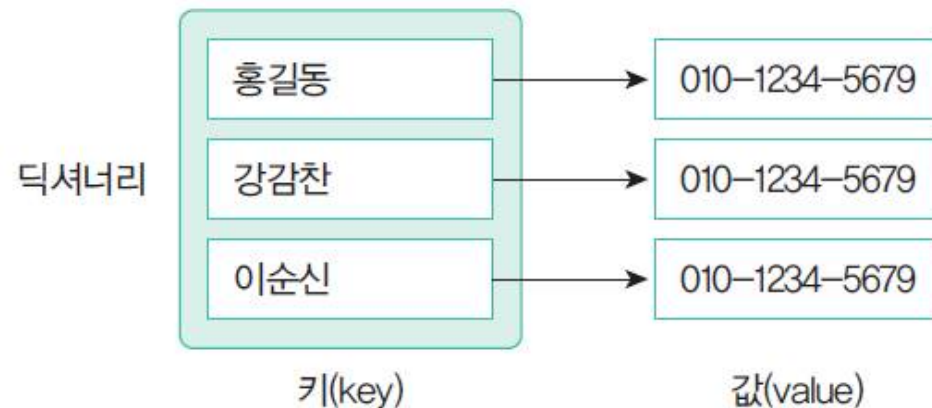 홍길동 010-1234-5679
딕셔너리 강감찬 010-1234-5679
이순신 010-1234-5679
키(key) 값(value)